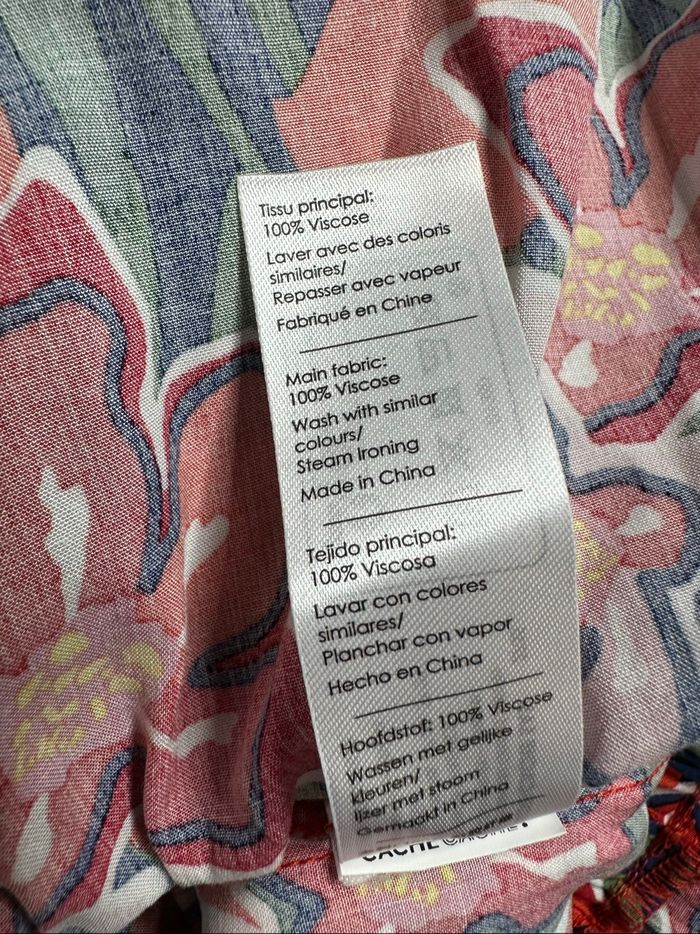 Tissu principal:
100% Viscose
Laver avec des coloris
similaires/
Repasser avec vapeur
Fabriqué en Chine
Main fabric:
100% Viscose
Wash with similar
colours/
Steam Ironing
Made in China
Tejido principal:
100% Viscosa
Lavar con colores
similares/
Planchar con vapor
Hecho en China
Hoofdstof: 100% Viscose
Wassen met gelijke
kleuren/
Ijzer met stoom
Gemaakt in China
CACHE